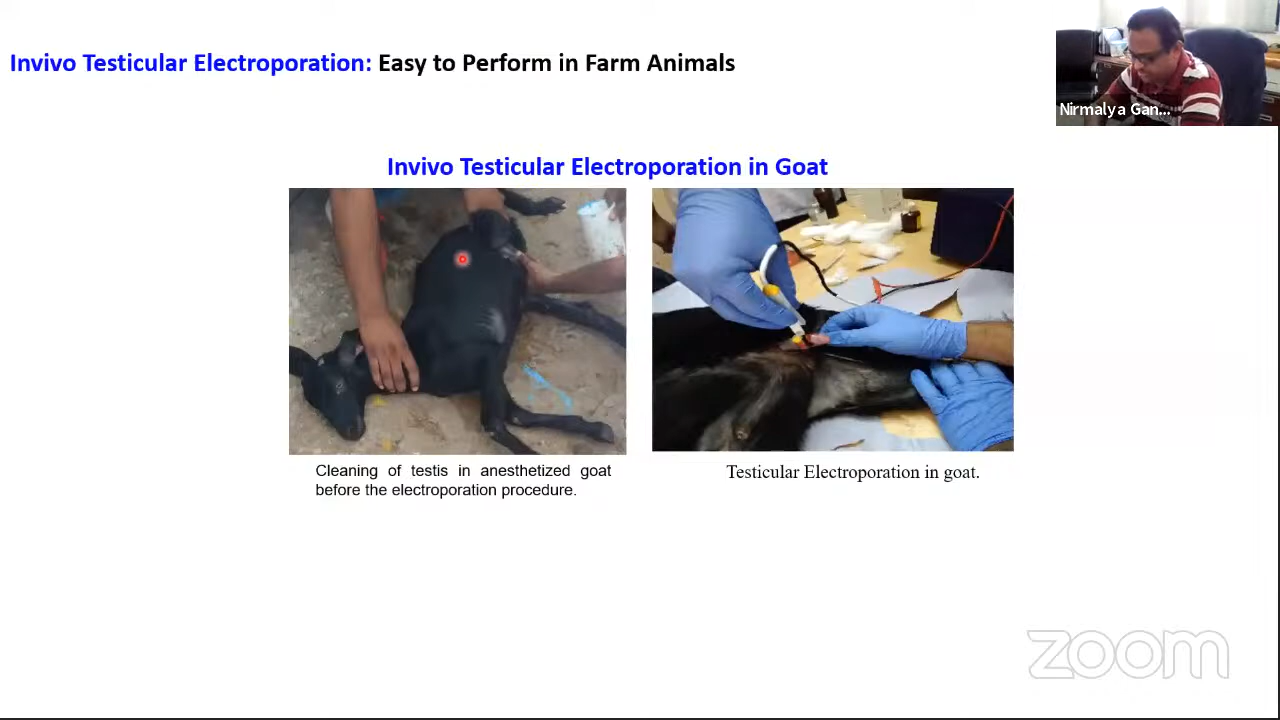 Invivo Testicular Electroporation: Easy to Perform in Farm Animals
Nirmalya Gan...
Invivo Testicular Electroporation in Goat
Cleaning of testis in anesthetized goat
before the electroporation procedure.
Testicular Electroporation in goat.
zoom